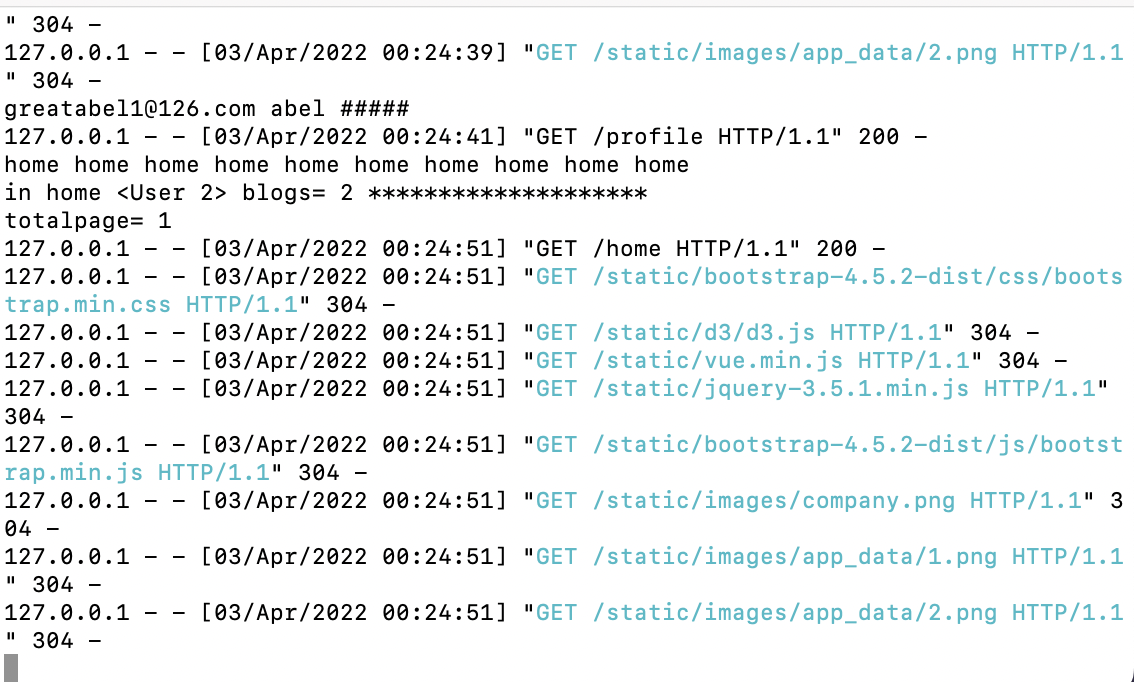 " 304 –
127.0.0.1 – – [03/Apr/2022 00:24:39] "GET /static/images/app_data/2.png HTTP/1.1
" 304 –
greatabel1@126.com abel #####
127.0.0.1 – – [03/Apr/2022 00:24:41] "GET /profile HTTP/1.1" 200 –
home home home home home home home home home home
in home <User 2> blogs= 2 ********************
totalpage= 1
127.0.0.1 – – [03/Apr/2022 00:24:51] "GET /home HTTP/1.1" 200 –
127.0.0.1 – – [03/Apr/2022 00:24:51] "GET /static/bootstrap-4.5.2-dist/css/boots
trap.min.css HTTP/1.1" 304 –
127.0.0.1 – – [03/Apr/2022 00:24:51] "GET /static/d3/d3.js HTTP/1.1" 304 –
127.0.0.1 – – [03/Apr/2022 00:24:51] "GET /static/vue.min.js HTTP/1.1" 304 –
127.0.0.1 – – [03/Apr/2022 00:24:51] "GET /static/jquery-3.5.1.min.js HTTP/1.1"
304 –
127.0.0.1 – – [03/Apr/2022 00:24:51] "GET /static/bootstrap-4.5.2-dist/js/bootst
rap.min.js HTTP/1.1" 304 –
127.0.0.1 – – [03/Apr/2022 00:24:51] "GET /static/images/company.png HTTP/1.1" 3
04 –
127.0.0.1 – – [03/Apr/2022 00:24:51] "GET /static/images/app_data/1.png HTTP/1.1
" 304 –
127.0.0.1 – – [03/Apr/2022 00:24:51] "GET /static/images/app_data/2.png HTTP/1.1
" 304 –